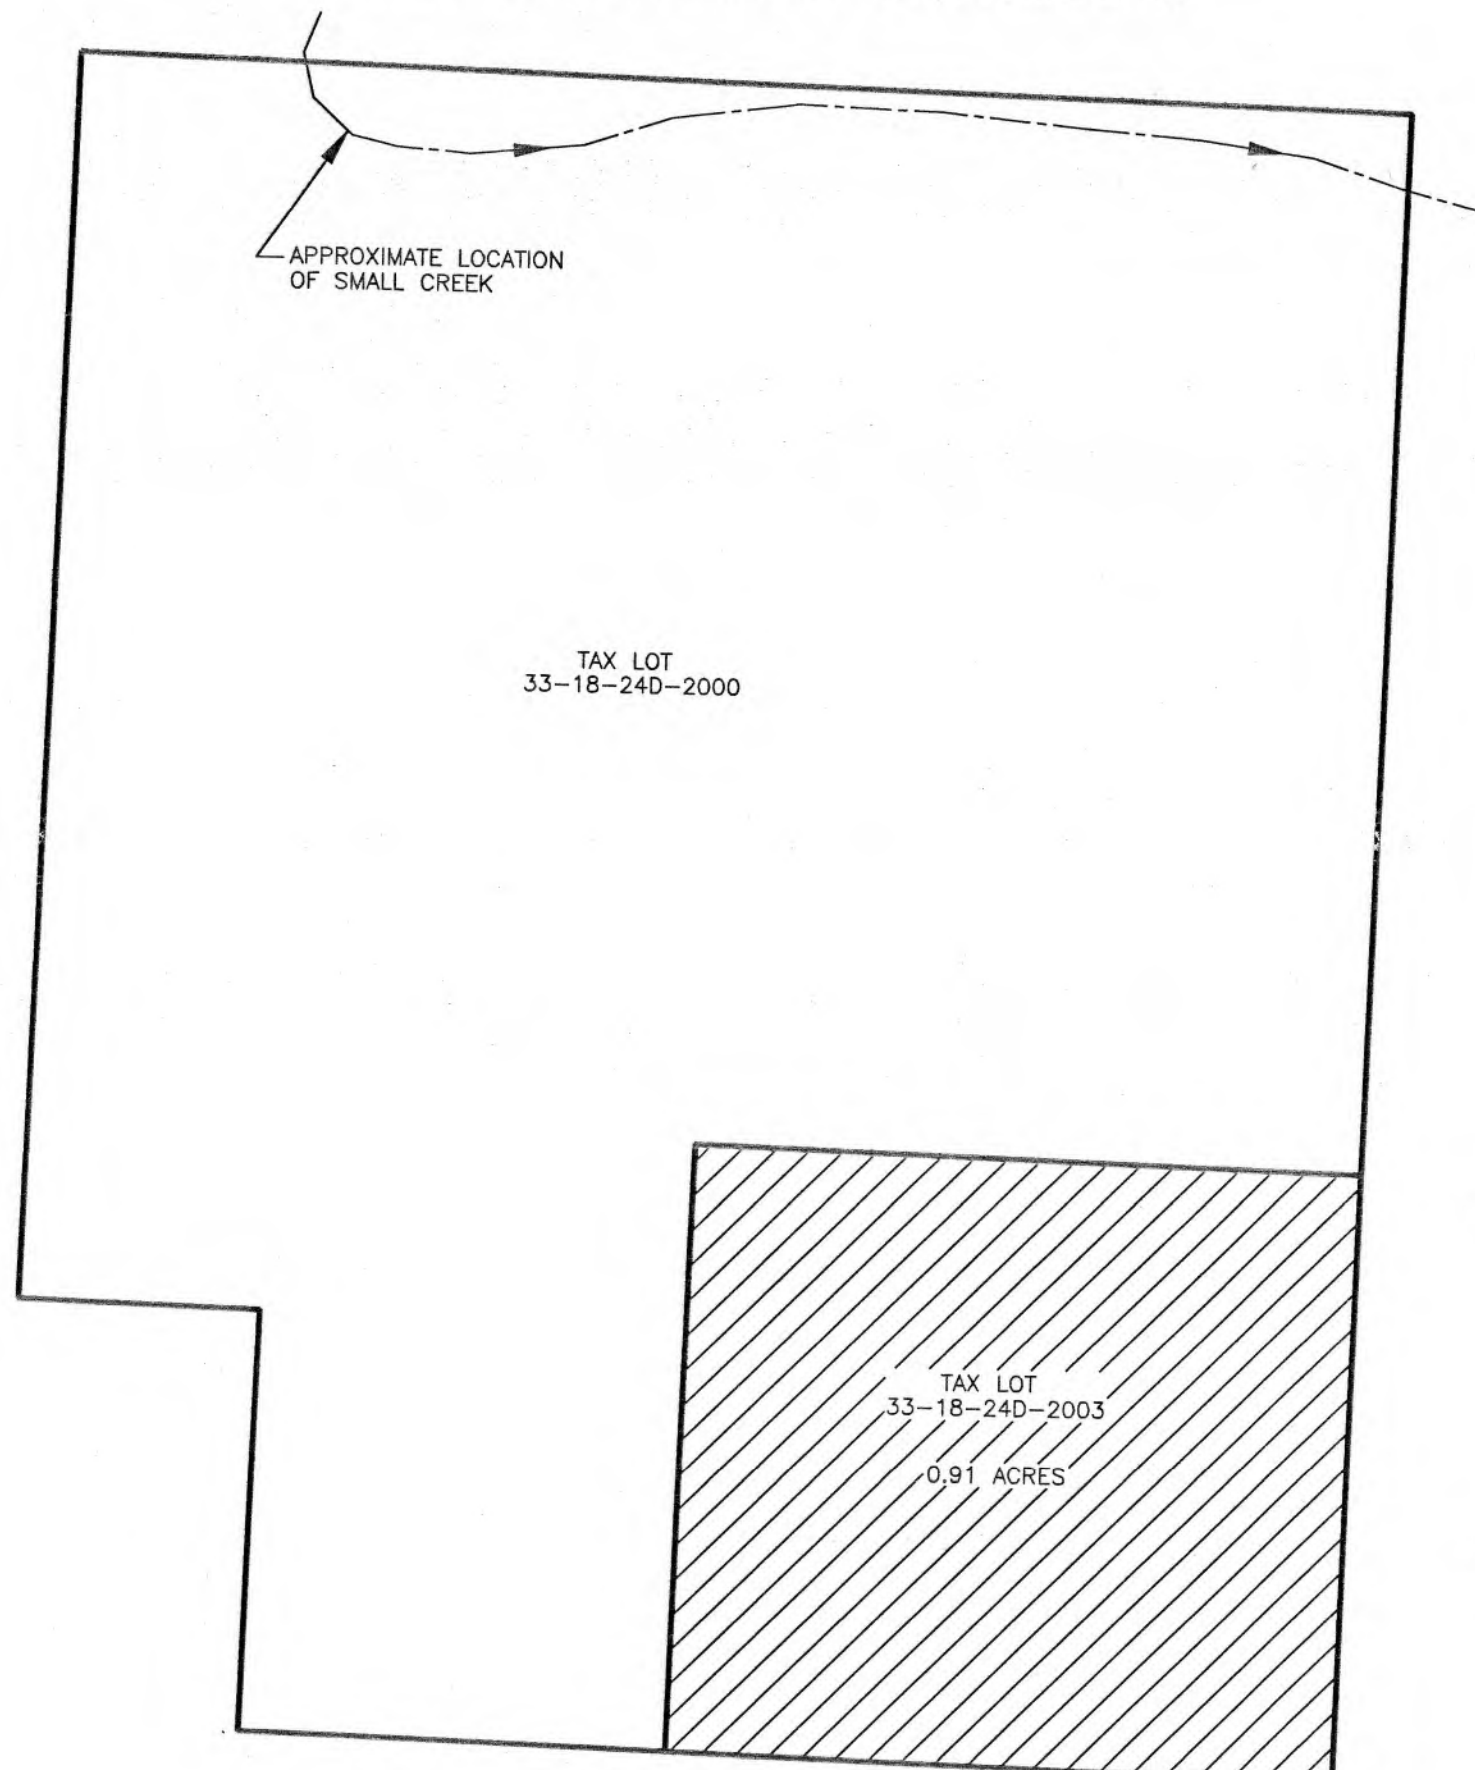 APPROXIMATE LOCATION
OF SMALL CREEK
TAX LOT
33-18-24D-2000
TAX LOT
33-18-24D-2003
0.91 ACRES